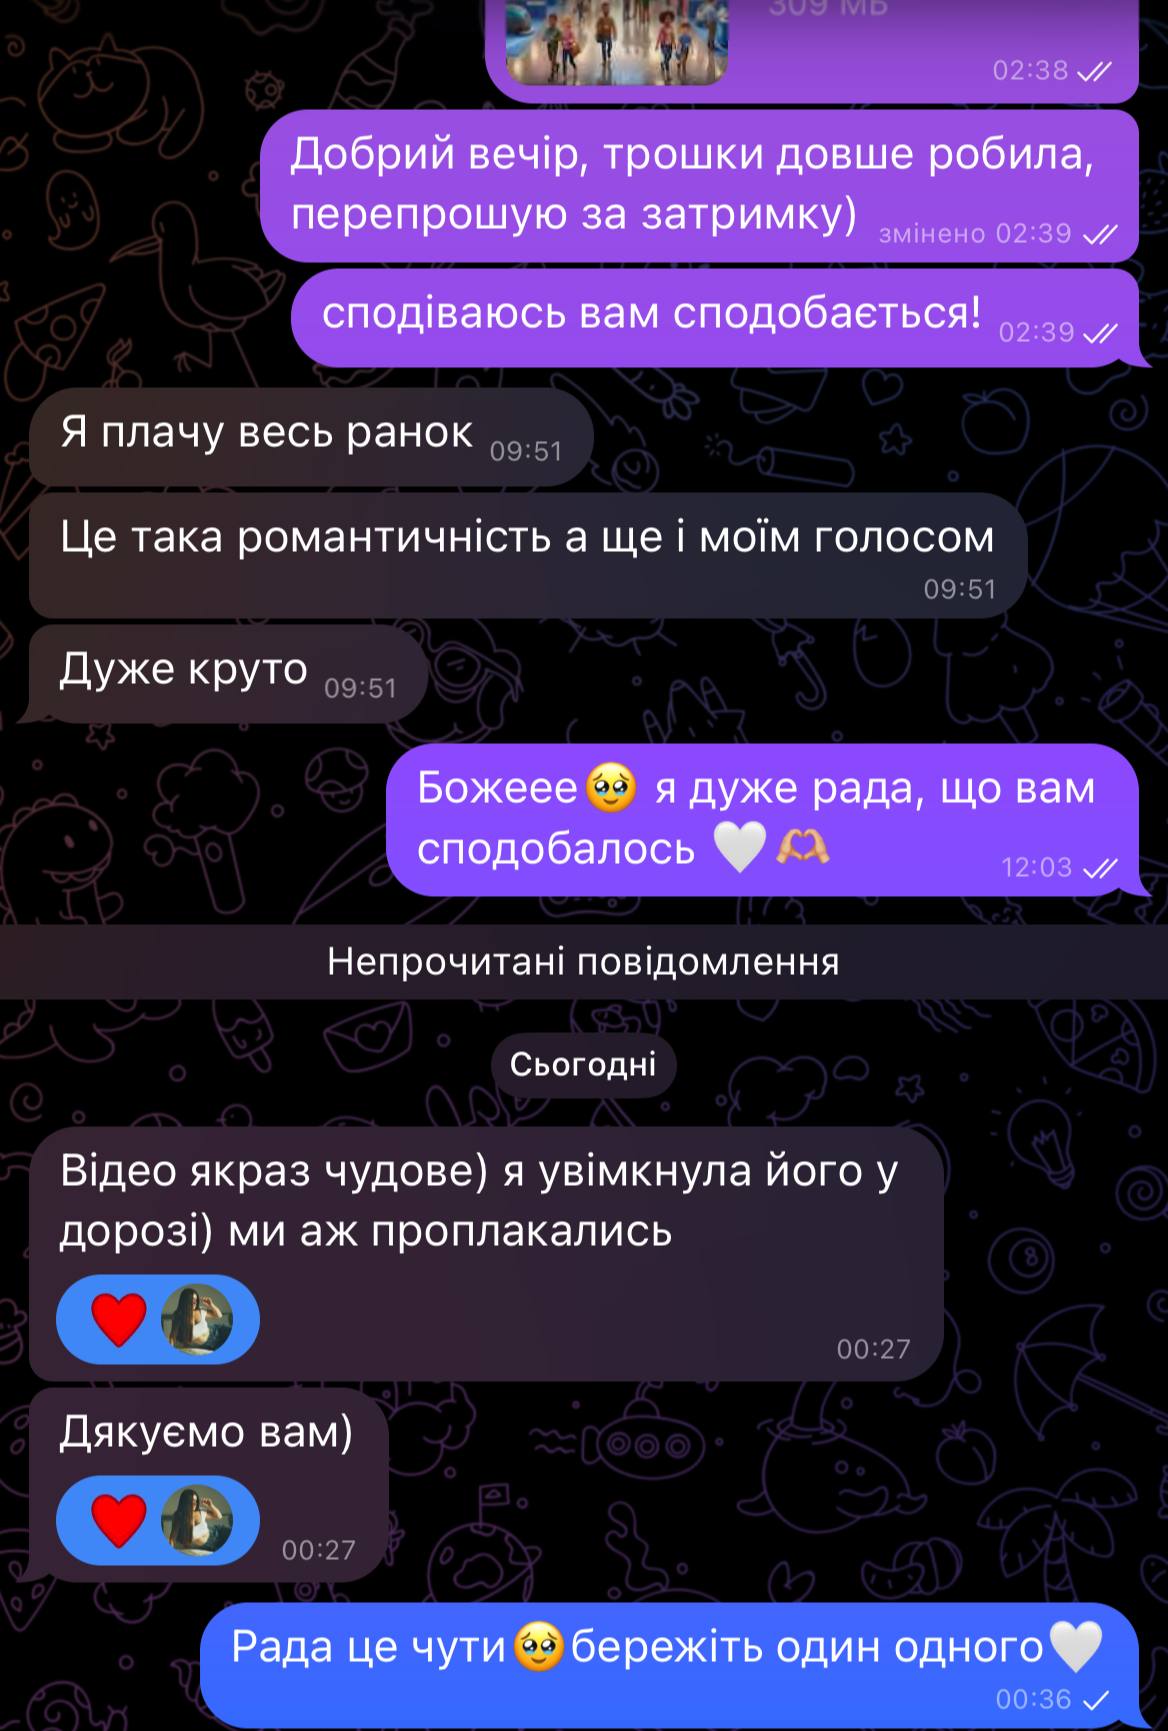 309 МБ
02:38
Добрий вечір, трошки довше робила,
перепрошую за затримку) змінено 02:39
сподіваюсь вам сподобається! 02:39
Я плачу весь ранок 09:51
Це така романтичність а ще і моїм голосом
09:51
Дуже круто 09:51
Божеее🥹 я дуже рада, що вам
сподобалось 🤍🫶🏼 12:03
Непрочитані повідомлення
Сьогодні
Відео якраз чудове) я увімкнула його у
дорозі) ми аж проплакались
❤️
00:27
Дякуємо вам)
❤️ 00:27
Рада це чути🥹бережіть один одного🤍
00:36